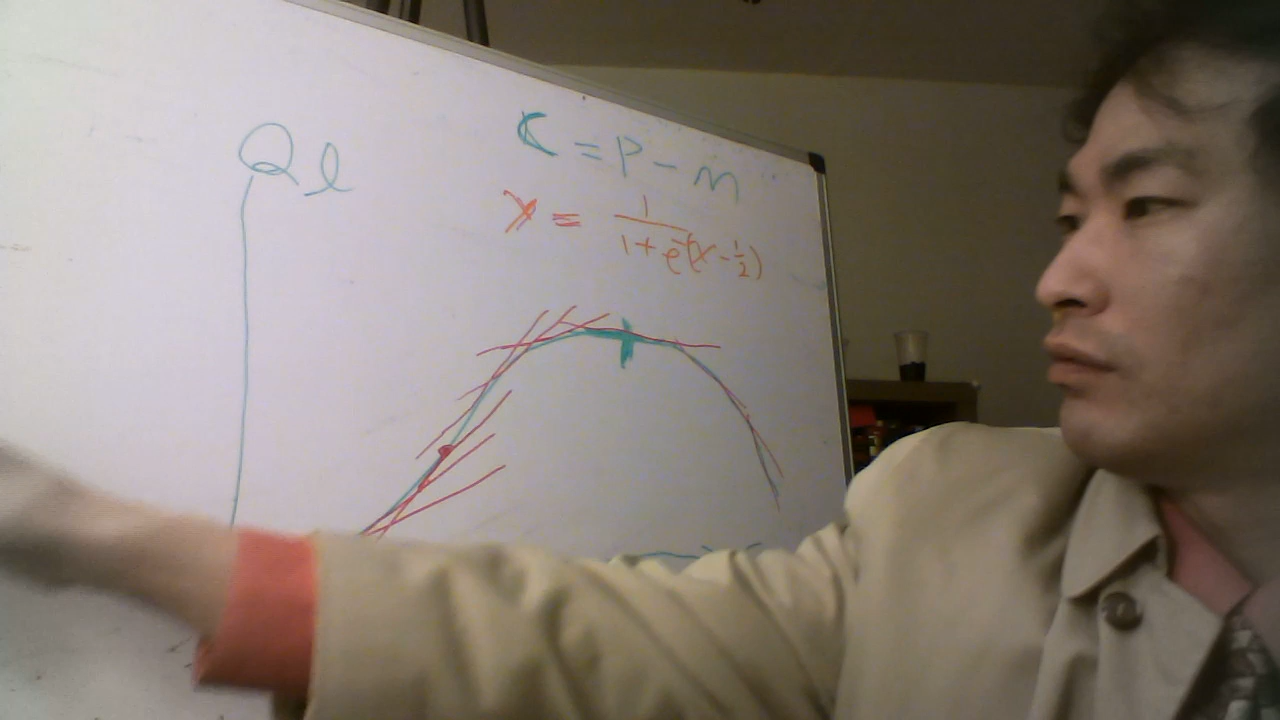 Ql
C = P - m
y = 1/(1 + e^-(x - 1/2))